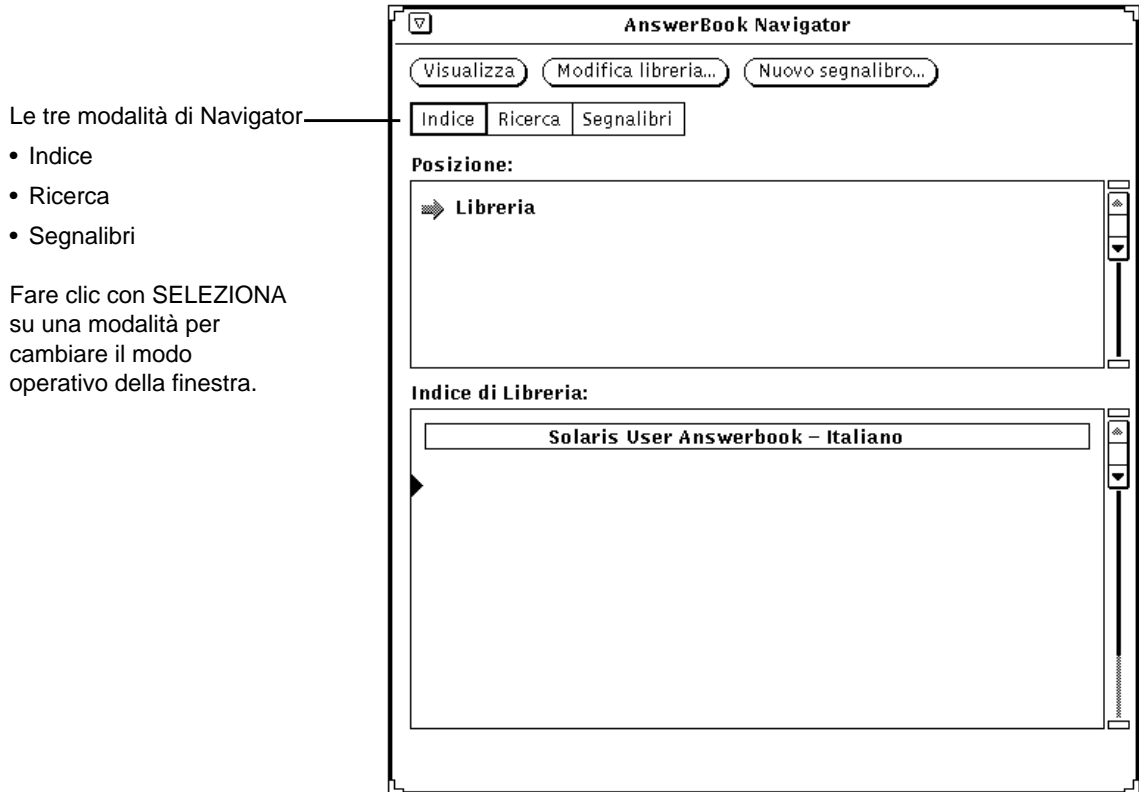 AnswerBook Navigator
Visualizza
Modifica libreria...
Nuovo segnalibro...
Le tre modalità di Navigator
• Indice
• Ricerca
• Segnalibri
Fare clic con SELEZIONA
su una modalità per
cambiare il modo
operativo della finestra.
Indice
Ricerca
Segnalibri
Posizione:
Libreria
Indice di Libreria:
Solaris User Answerbook – Italiano